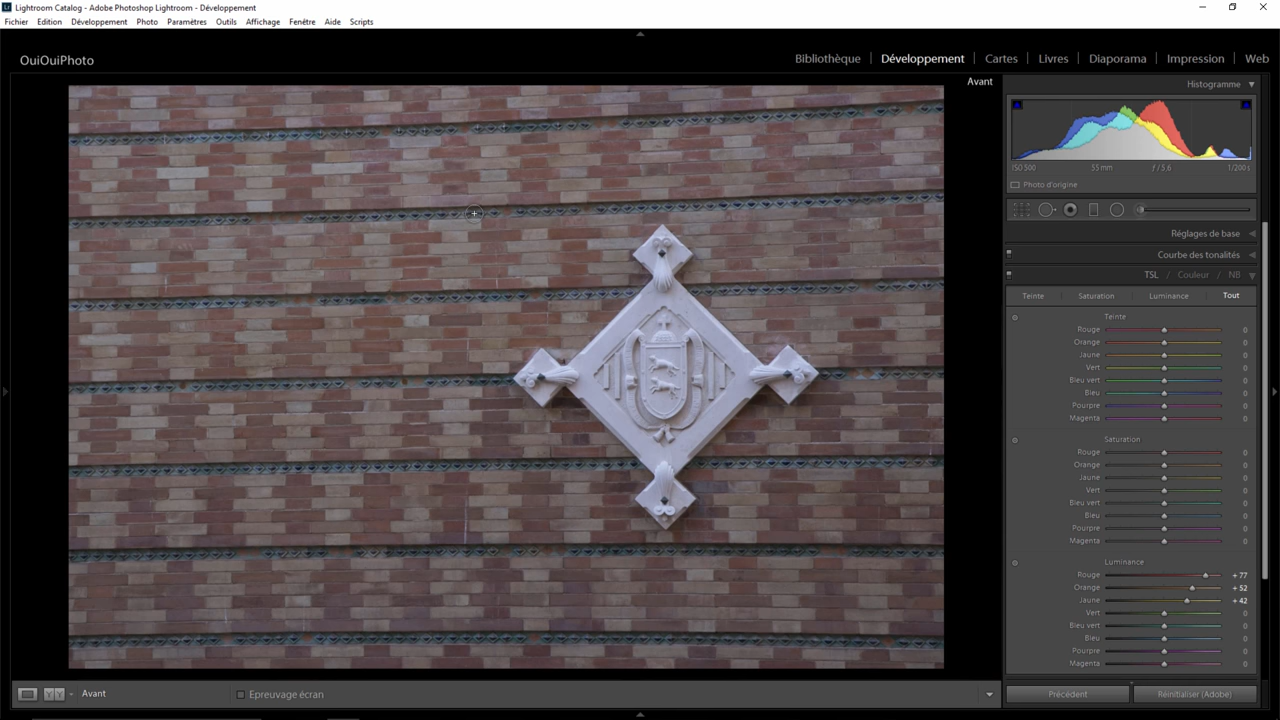 Lightroom Catalog - Adobe Photoshop Lightroom - Développement
Fichier Edition Développement Photo Paramètres Outils Affichage Fenêtre Aide Scripts
OuiOuiPhoto
Bibliothèque | Développement | Cartes | Livres | Diaporama | Impression | Web
Avant
Histogramme
ISO 500 35 mm ƒ / 5,6 1/200 s
Photo d'origine
Réglages de base
Courbe des tonalités
TSL / Couleur / NB
Teinte Saturation Luminance Tout
Teinte
Rouge 0
Orange 0
Jaune 0
Vert 0
Bleu vert 0
Bleu 0
Pourpre 0
Magenta 0
Saturation
Rouge 0
Orange 0
Jaune 0
Vert 0
Bleu vert 0
Bleu 0
Pourpre 0
Magenta 0
Luminance
Rouge + 77
Orange + 52
Jaune + 42
Vert 0
Bleu vert 0
Bleu 0
Pourpre 0
Magenta 0
Avant Epreuvage écran
Précédent Réinitialiser (Adobe)